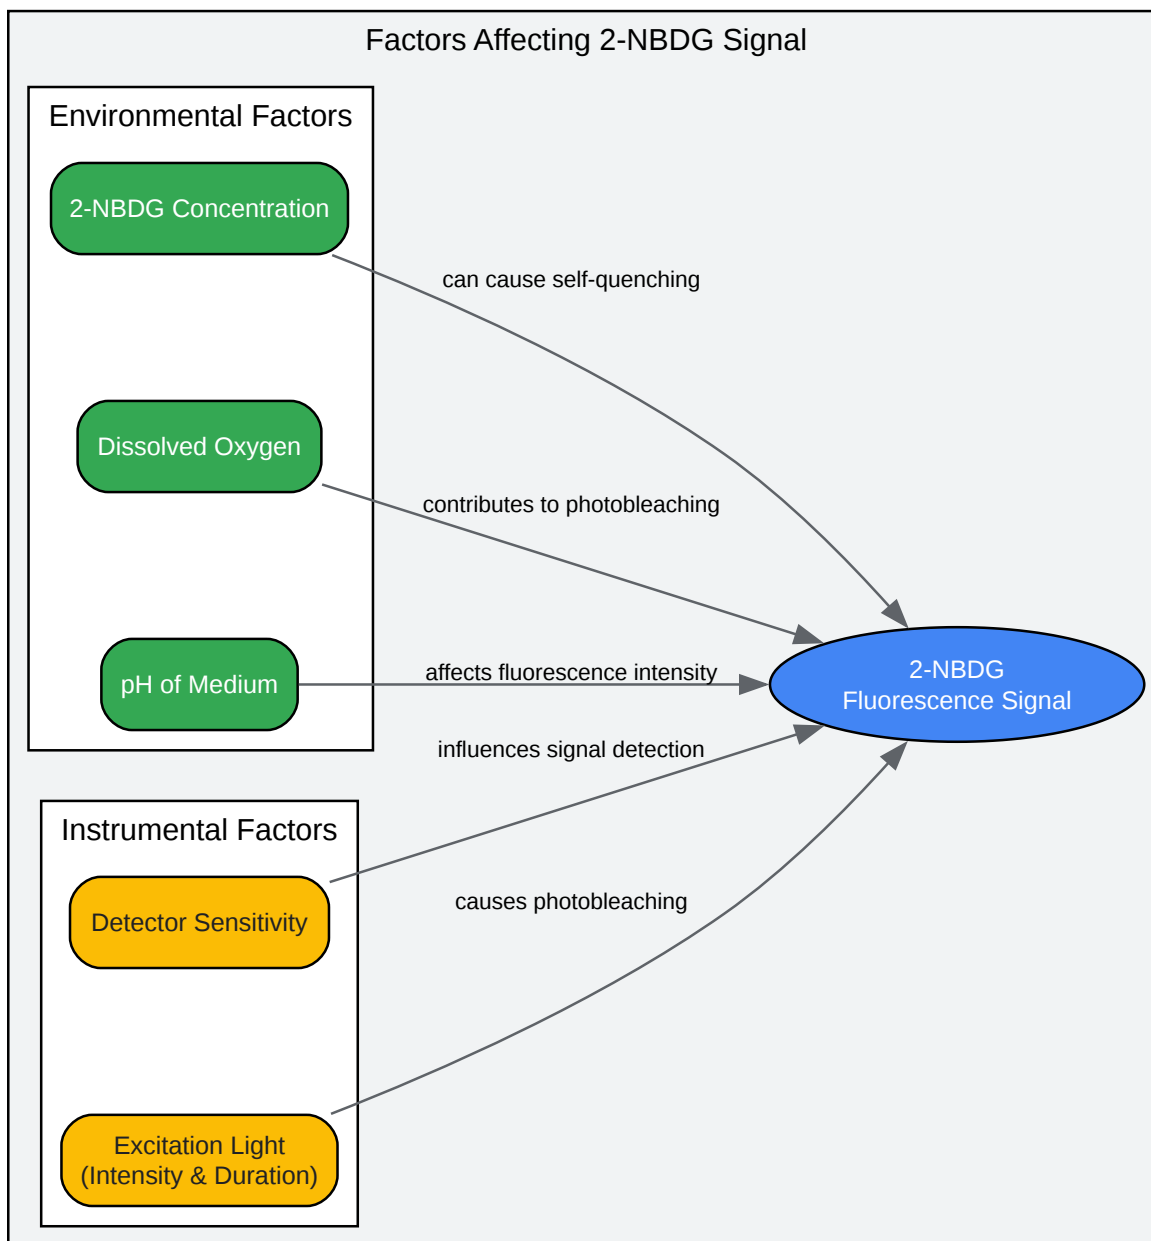 Factors Affecting 2-NBDG Signal
Environmental Factors
2-NBDG Concentration
can cause self-quenching
Dissolved Oxygen
contributes to photobleaching
pH of Medium
affects fluorescence intensity
2-NBDG
Fluorescence Signal
influences signal detection
Instrumental Factors
Detector Sensitivity
causes photobleaching
Excitation Light
(Intensity & Duration)